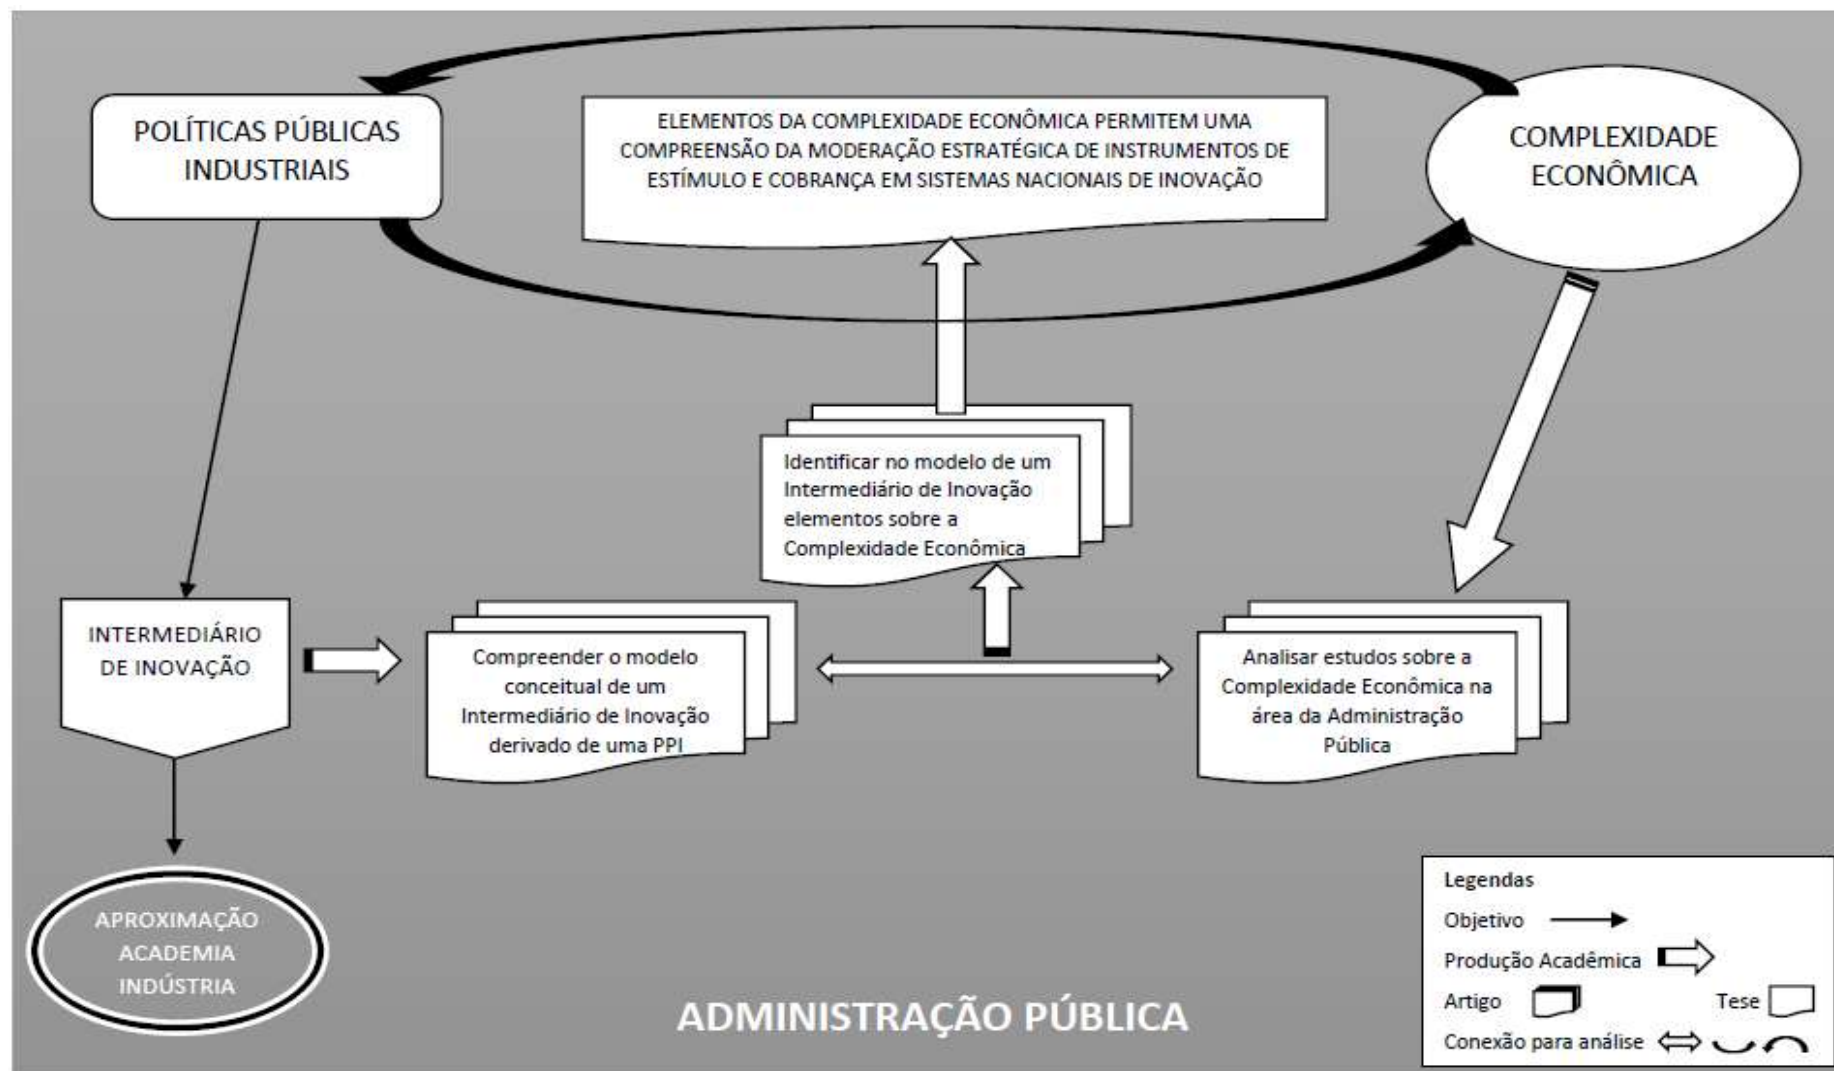 POLÍTICAS PÚBLICAS
INDUSTRIAIS
ELEMENTOS DA COMPLEXIDADE ECONÔMICA PERMITEM UMA
COMPREENSÃO DA MODERAÇÃO ESTRATÉGICA DE INSTRUMENTOS DE
ESTÍMULO E COBRANÇA EM SISTEMAS NACIONAIS DE INOVAÇÃO
COMPLEXIDADE
ECONÔMICA
Identificar no modelo de um
Intermediário de Inovação
elementos sobre a
Complexidade Econômica
INTERMEDIÁRIO
DE INOVAÇÃO
Compreender o modelo
conceitual de um
Intermediário de Inovação
derivado de uma PPI
Analisar estudos sobre a
Complexidade Econômica na
área da Administração
Pública
APROXIMAÇÃO
ACADEMIA
INDÚSTRIA
ADMINISTRAÇÃO PÚBLICA
Legendas
Objetivo
Produção Acadêmica
Artigo Tese
Conexão para análise